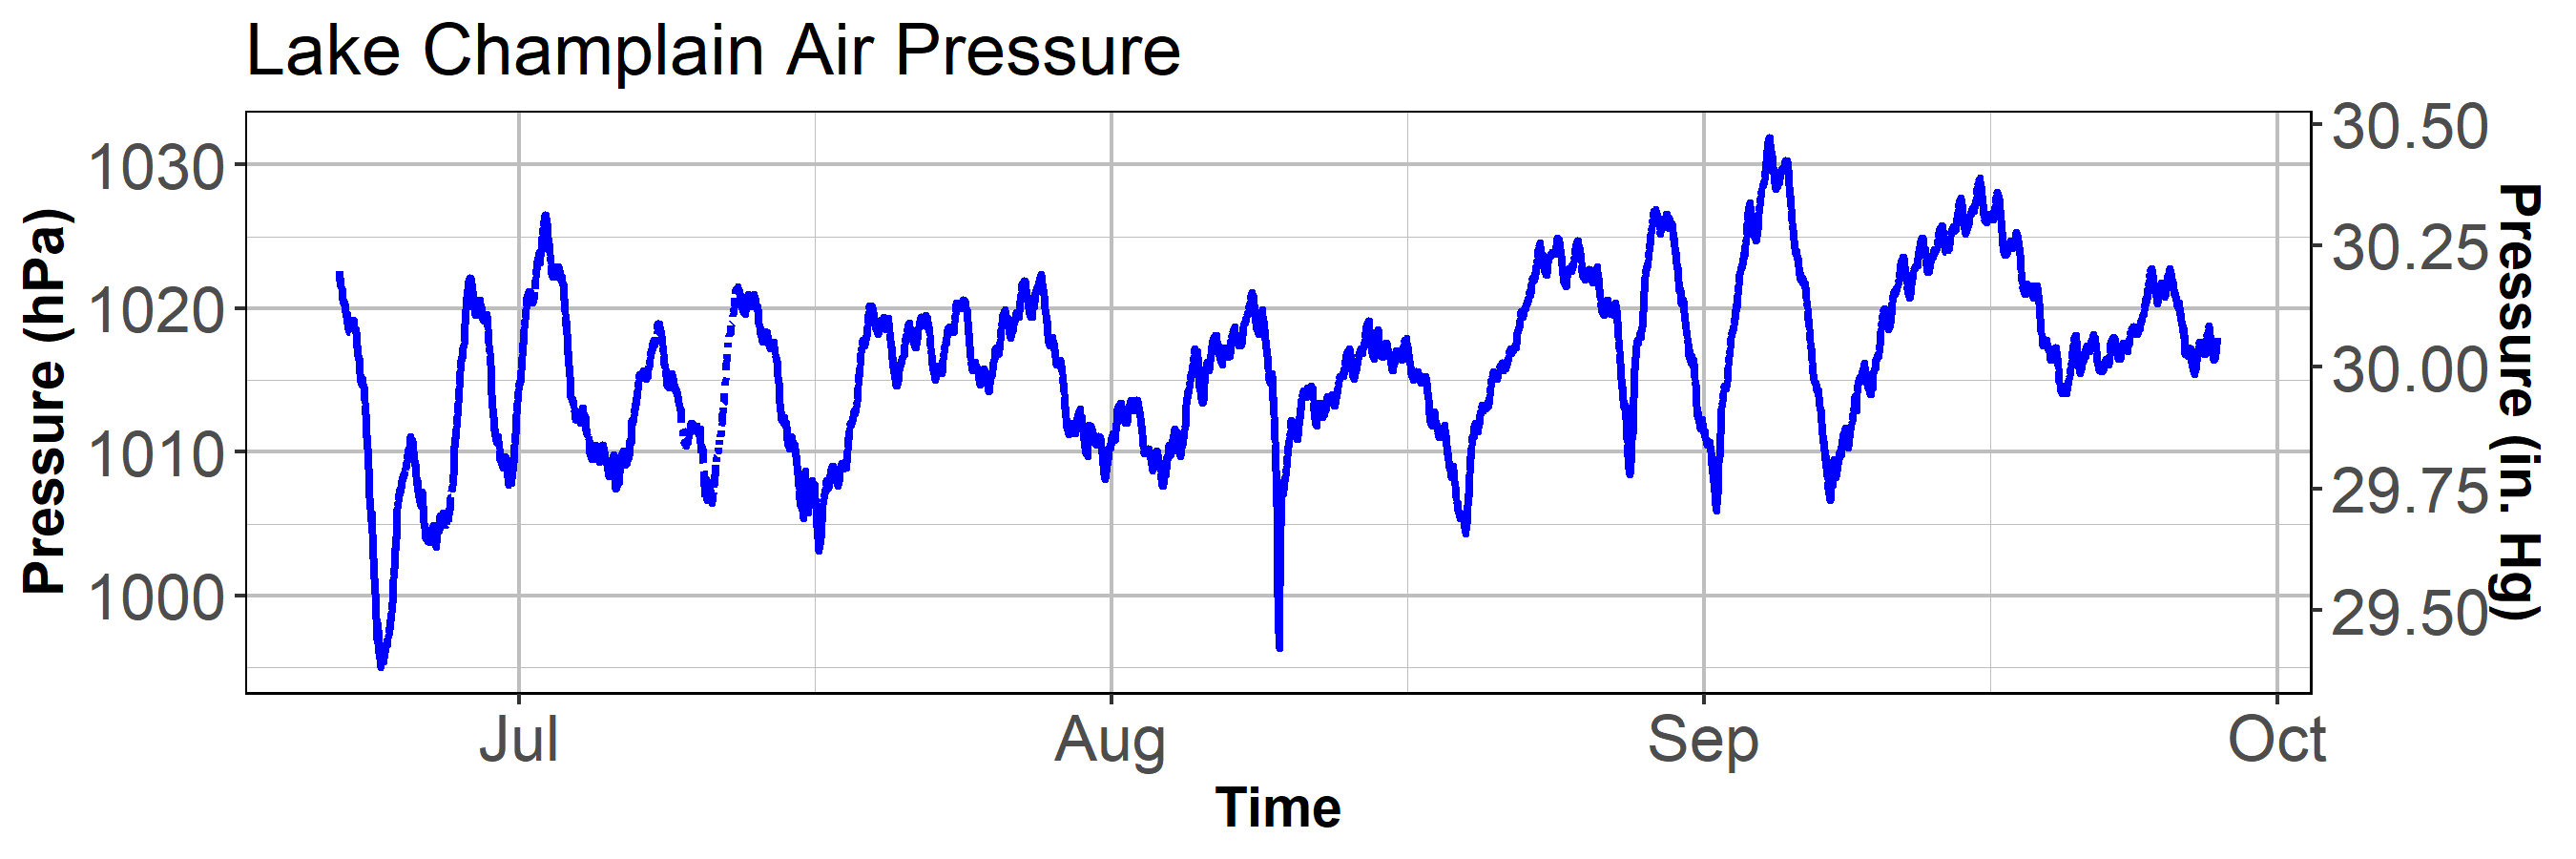 Lake Champlain Air Pressure
Pressure (hPa)
1030
1020
1010
1000
30.50
30.25
30.00
29.75
29.50
Pressure (in. Hg)
Jul Aug Sep Oct
Time